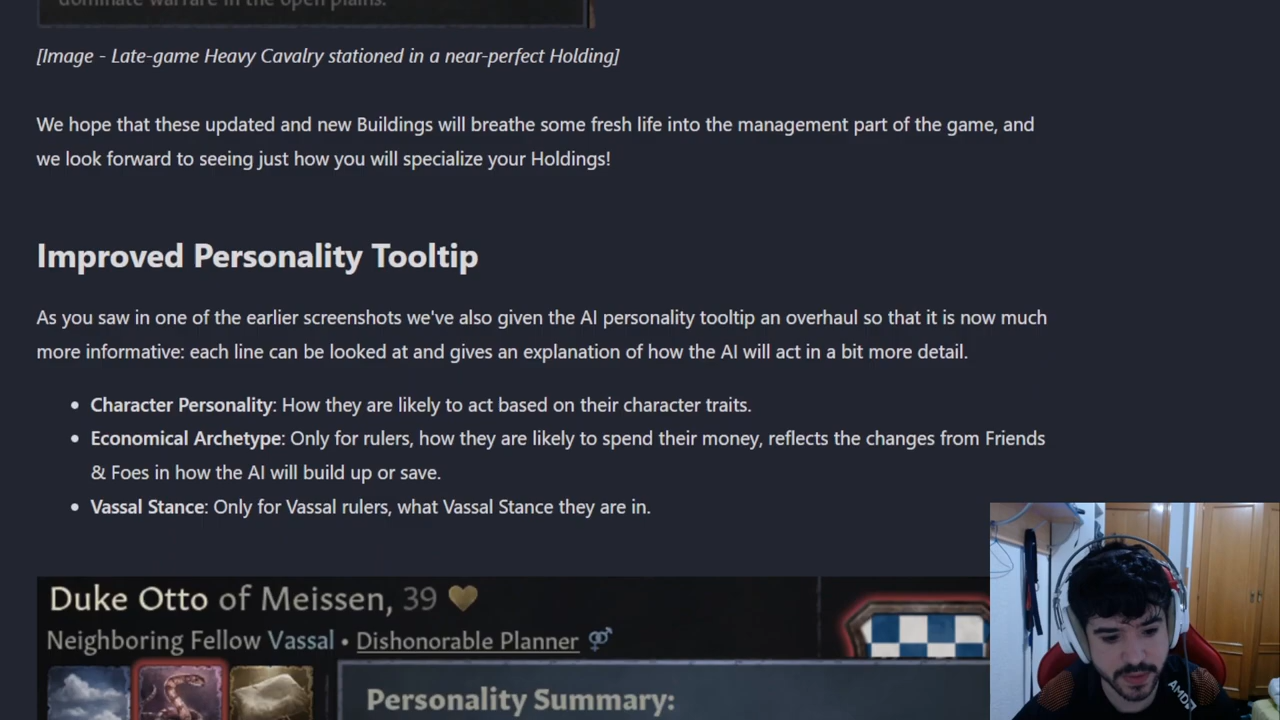 dominate warfare in the open plains.
[Image - Late-game Heavy Cavalry stationed in a near-perfect Holding]
We hope that these updated and new Buildings will breathe some fresh life into the management part of the game, and
we look forward to seeing just how you will specialize your Holdings!
Improved Personality Tooltip
As you saw in one of the earlier screenshots we've also given the AI personality tooltip an overhaul so that it is now much
more informative: each line can be looked at and gives an explanation of how the AI will act in a bit more detail.
• Character Personality: How they are likely to act based on their character traits.
• Economical Archetype: Only for rulers, how they are likely to spend their money, reflects the changes from Friends
& Foes in how the AI will build up or save.
• Vassal Stance: Only for Vassal rulers, what Vassal Stance they are in.
Duke Otto of Meissen, 39
Neighboring Fellow Vassal • Dishonorable Planner
Personality Summary:
AMD